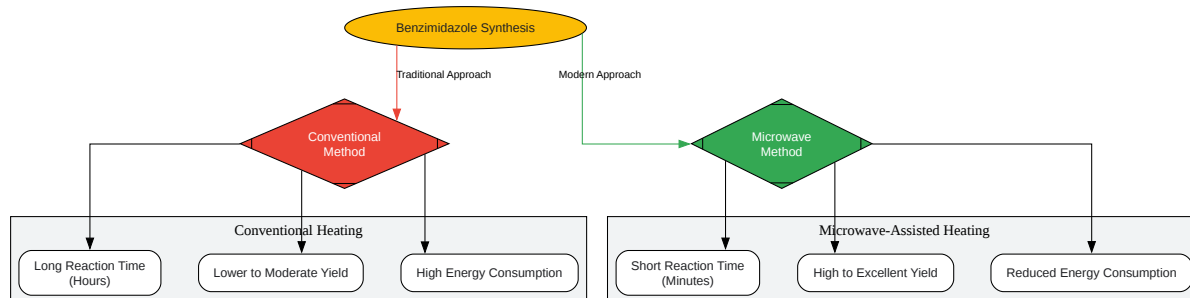 Benzimidazole Synthesis
Traditional Approach
Modern Approach
Conventional
Method
Microwave
Method
Conventional Heating
Microwave-Assisted Heating
Long Reaction Time
(Hours)
Lower to Moderate Yield
High Energy Consumption
Short Reaction Time
(Minutes)
High to Excellent Yield
Reduced Energy Consumption